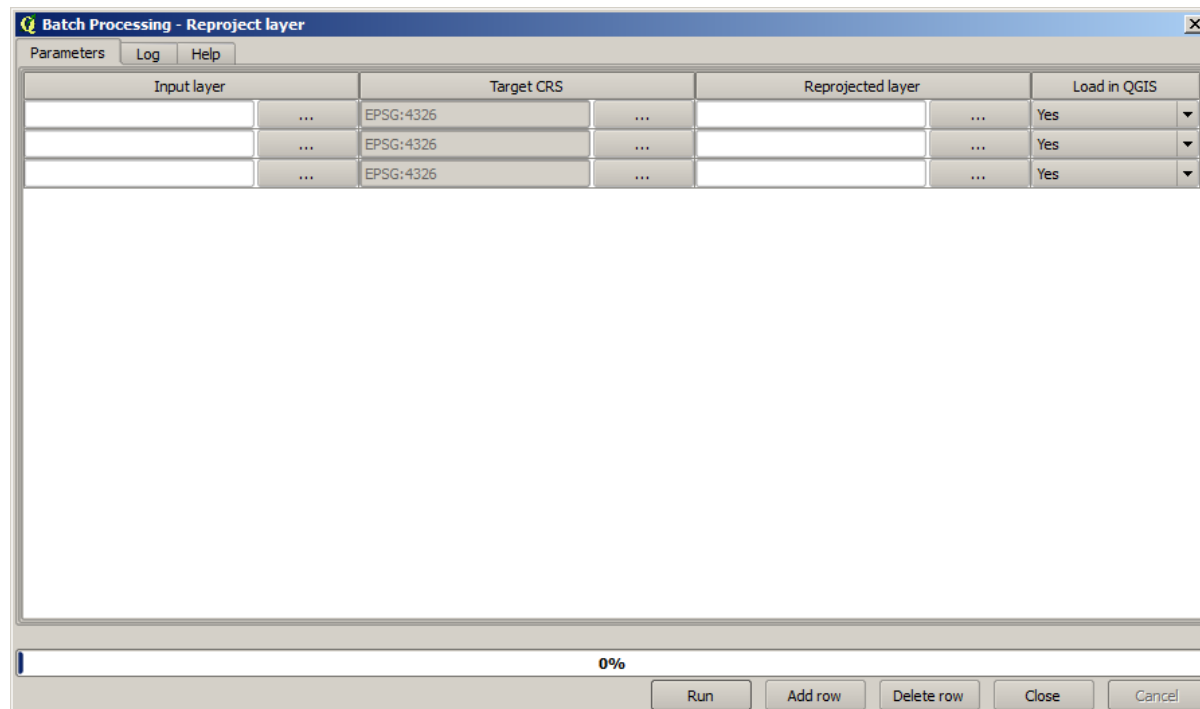 Batch Processing - Reproject layer
Parameters Log Help
Input layer Target CRS Reprojected layer Load in QGIS
... EPSG:4326 ... ... Yes
... EPSG:4326 ... ... Yes
... EPSG:4326 ... ... Yes
0%
Run Add row Delete row Close Cancel